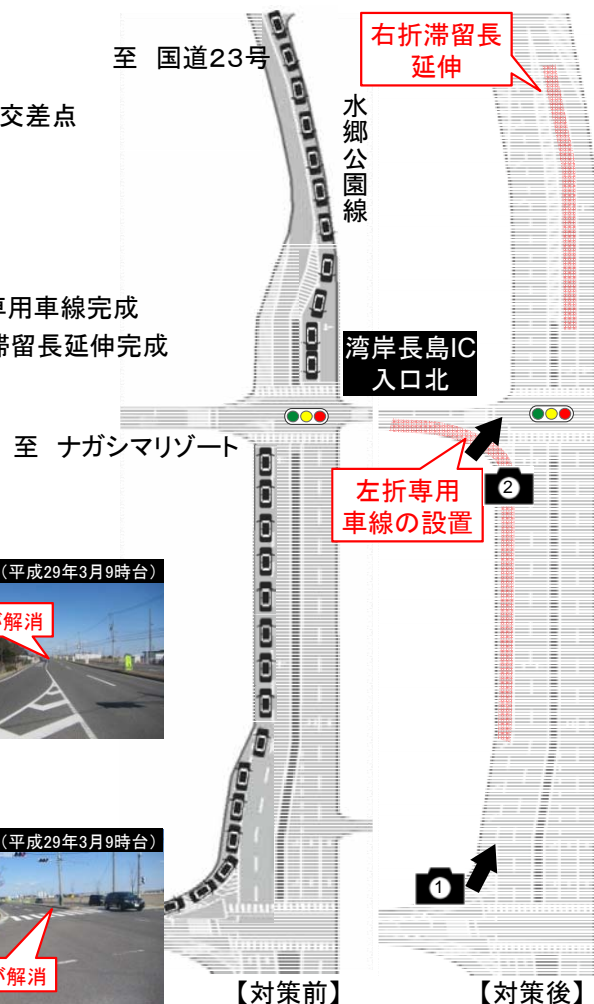 右折滞留長
延伸
至 国道23号
水郷公園線
交差点
専用車線完成
滞留長延伸完成
湾岸長島IC
入口北
至 ナガシマリゾート
左折専用
車線の設置
②
(平成29年3月9時台)
が解消
(平成29年3月9時台)
が解消
①
【対策前】
【対策後】